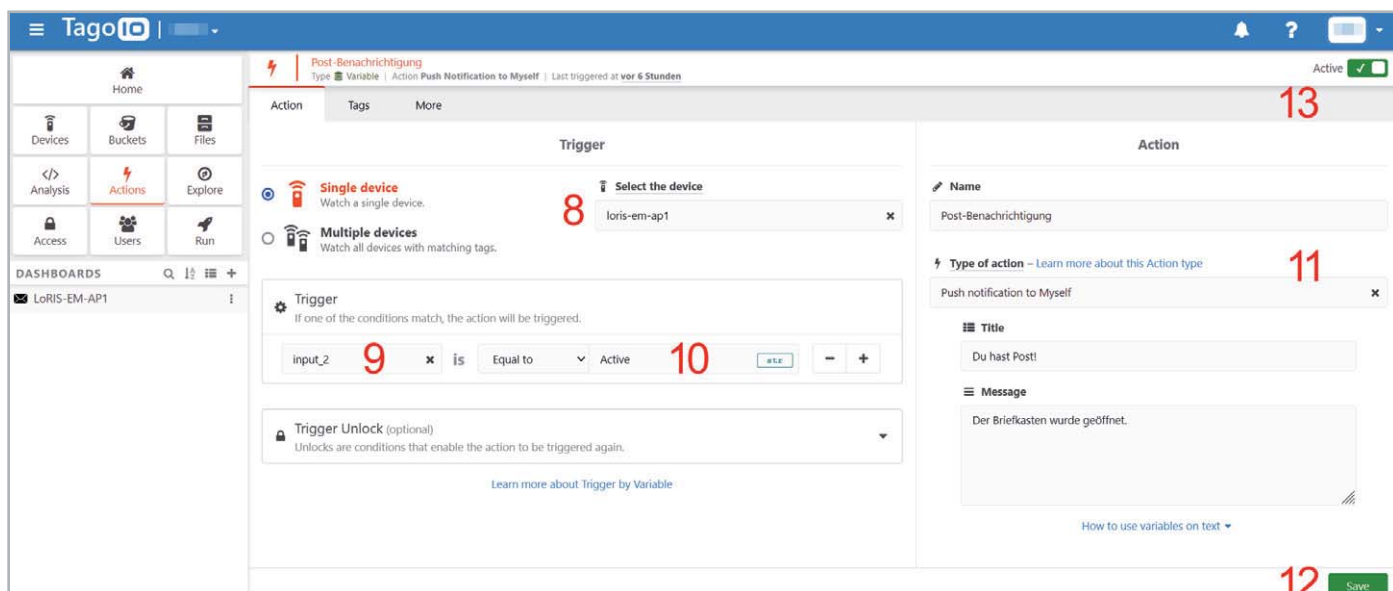 TagoIO |
Home
Devices
Buckets
Files
Analysis
Actions
Explore
Access
Users
Run
DASHBOARDS
LoRIS-EM-AP1
Post-Benachrichtigung
Type Variable | Action Push Notification to Myself | Last triggered at vor 6 Stunden
Active
13
Action Tags More
Trigger
Single device
Watch a single device.
Multiple devices
Watch all devices with matching tags.
8
Select the device
loris-em-ap1
Trigger
If one of the conditions match, the action will be triggered.
input_2 9 is Equal to Active 10 str
Trigger Unlock (optional)
Unlocks are conditions that enable the action to be triggered again.
Learn more about Trigger by Variable
Action
Name
Post-Benachrichtigung
Type of action – Learn more about this Action type
11
Push notification to Myself
Title
Du hast Post!
Message
Der Briefkasten wurde geöffnet.
How to use variables on text
12 Save